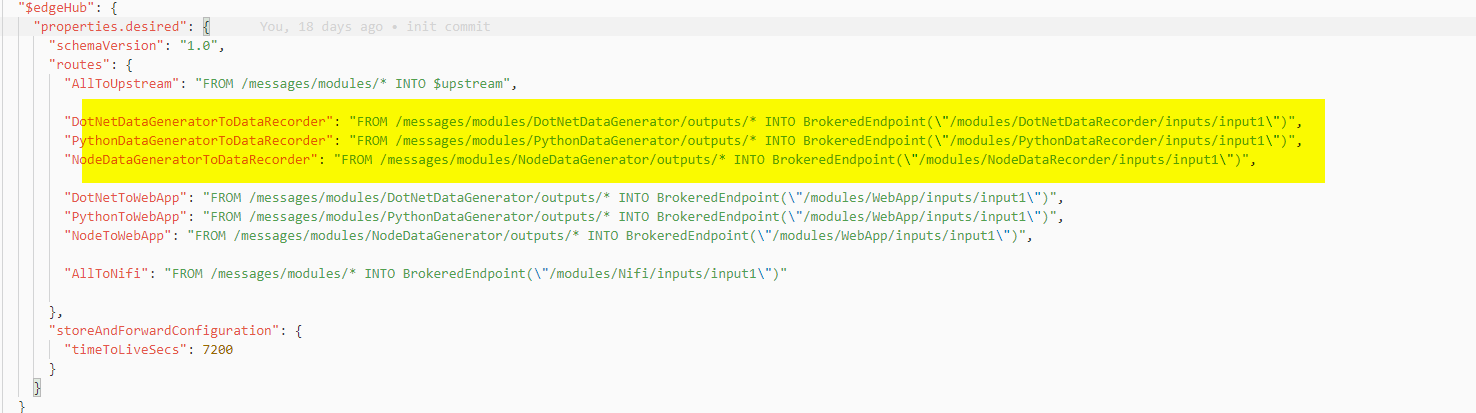 "$edgeHub": {
"properties.desired": {    You, 18 days ago • init commit
"schemaVersion": "1.0",
"routes": {
"AllToUpstream": "FROM /messages/modules/* INTO $upstream",
"DotNetDataGeneratorToDataRecorder": "FROM /messages/modules/DotNetDataGenerator/outputs/* INTO BrokeredEndpoint(\"/modules/DotNetDataRecorder/inputs/input1\")",
"PythonDataGeneratorToDataRecorder": "FROM /messages/modules/PythonDataGenerator/outputs/* INTO BrokeredEndpoint(\"/modules/PythonDataRecorder/inputs/input1\")",
"NodeDataGeneratorToDataRecorder": "FROM /messages/modules/NodeDataGenerator/outputs/* INTO BrokeredEndpoint(\"/modules/NodeDataRecorder/inputs/input1\")",
"DotNetToWebApp": "FROM /messages/modules/DotNetDataGenerator/outputs/* INTO BrokeredEndpoint(\"/modules/WebApp/inputs/input1\")",
"PythonToWebApp": "FROM /messages/modules/PythonDataGenerator/outputs/* INTO BrokeredEndpoint(\"/modules/WebApp/inputs/input1\")",
"NodeToWebApp": "FROM /messages/modules/NodeDataGenerator/outputs/* INTO BrokeredEndpoint(\"/modules/WebApp/inputs/input1\")",
"AllToNifi": "FROM /messages/modules/* INTO BrokeredEndpoint(\"/modules/Nifi/inputs/input1\")"
},
"storeAndForwardConfiguration": {
"timeToLiveSecs": 7200
}
}
}